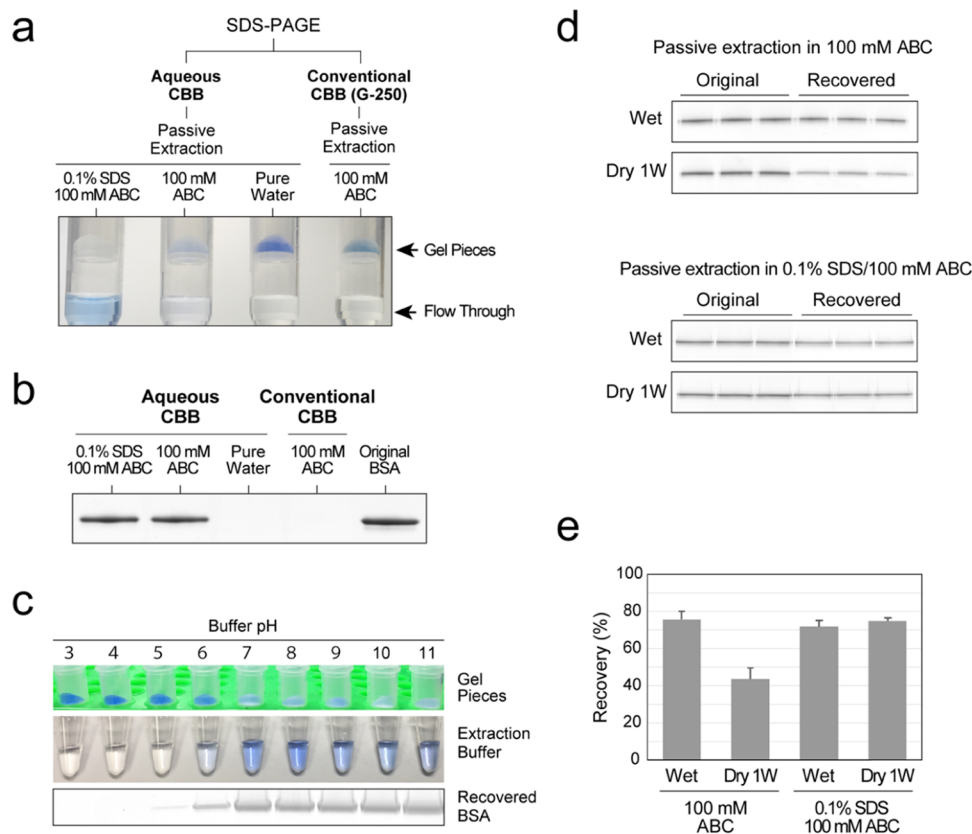 a
SDS-PAGE
Aqueous
CBB
Conventional
CBB (G-250)
Passive
Extraction
Passive
Extraction
0.1% SDS
100 mM ABC
100 mM
ABC
Pure
Water
100 mM
ABC
Gel Pieces
Flow Through
b
Aqueous
CBB
Conventional
CBB
0.1% SDS
100 mM ABC
100 mM
ABC
Pure
Water
100 mM
ABC
Original
BSA
c
Buffer pH
3 4 5 6 7 8 9 10 11
Gel
Pieces
Extraction
Buffer
Recovered
BSA
d
Passive extraction in 100 mM ABC
Original Recovered
Wet
Dry 1W
Passive extraction in 0.1% SDS/100 mM ABC
Original Recovered
Wet
Dry 1W
e
Recovery (%)
100
80
60
40
20
0
Wet Dry 1W Wet Dry 1W
100 mM
ABC
0.1% SDS
100 mM ABC